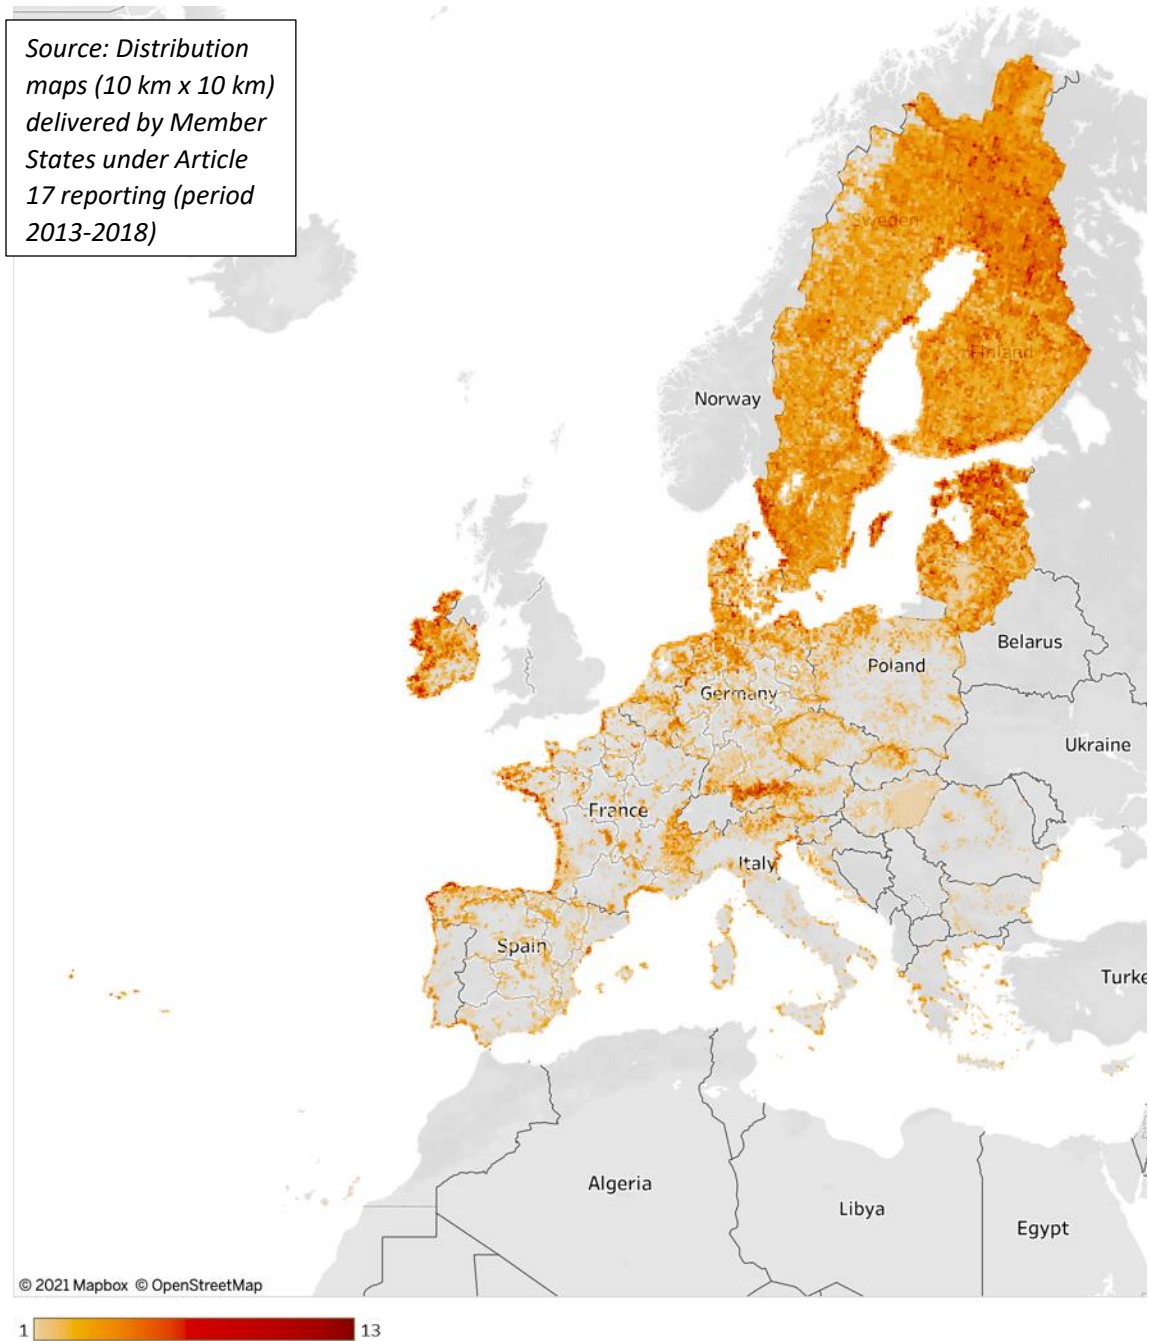 Source: Distribution
maps (10 km x 10 km)
delivered by Member
States under Article
17 reporting (period
2013-2018)
Sweden
Finland
Norway
Belarus
Poland
Germany
Ukraine
France
Italy
Spain
Turke
Algeria
Libya
Egypt
© 2021 Mapbox © OpenStreetMap
1 13